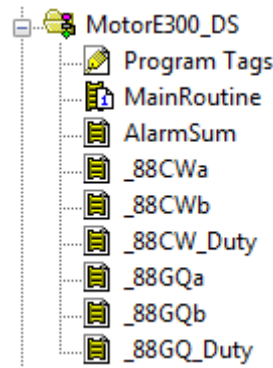 MotorE300_DS
Program Tags
MainRoutine
AlarmSum
_88CWa
_88CWb
_88CW_Duty
_88GQa
_88GQb
_88GQ_Duty